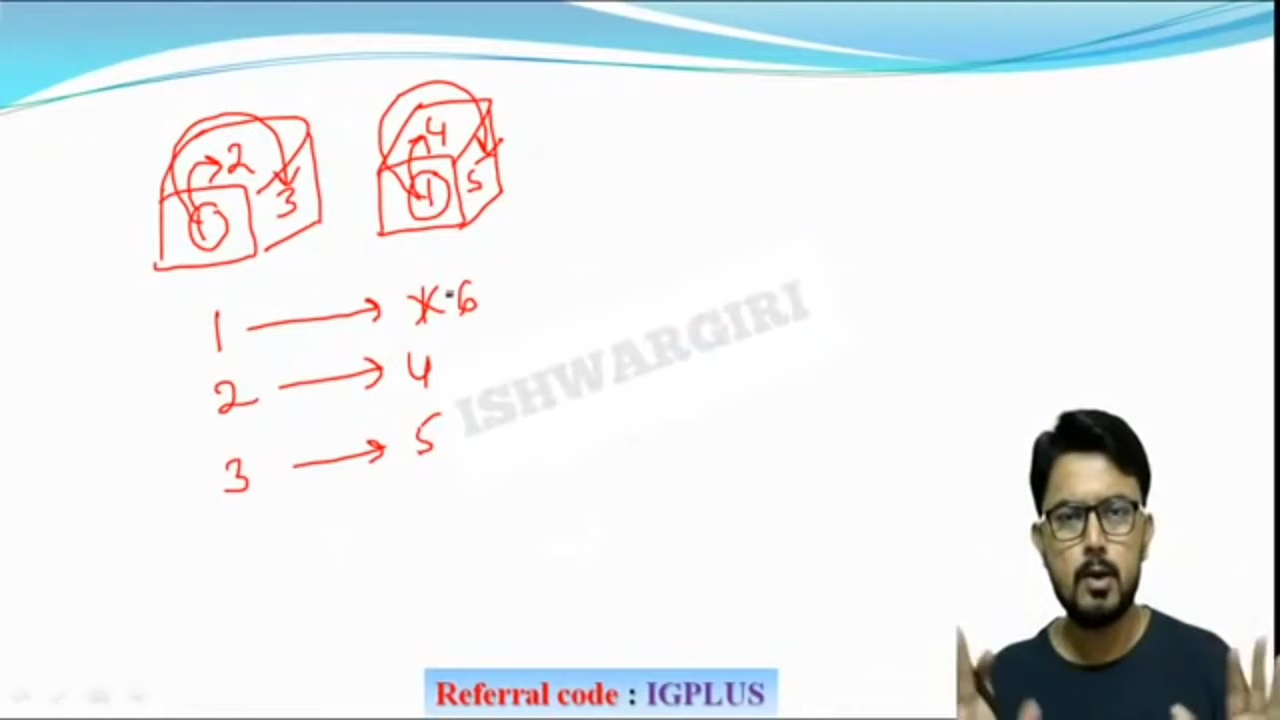 2
1
3
4
1
5
1 → X 6
2 → 4
3 → 5
ISHWARGIRI
Referral code : IGPLUS